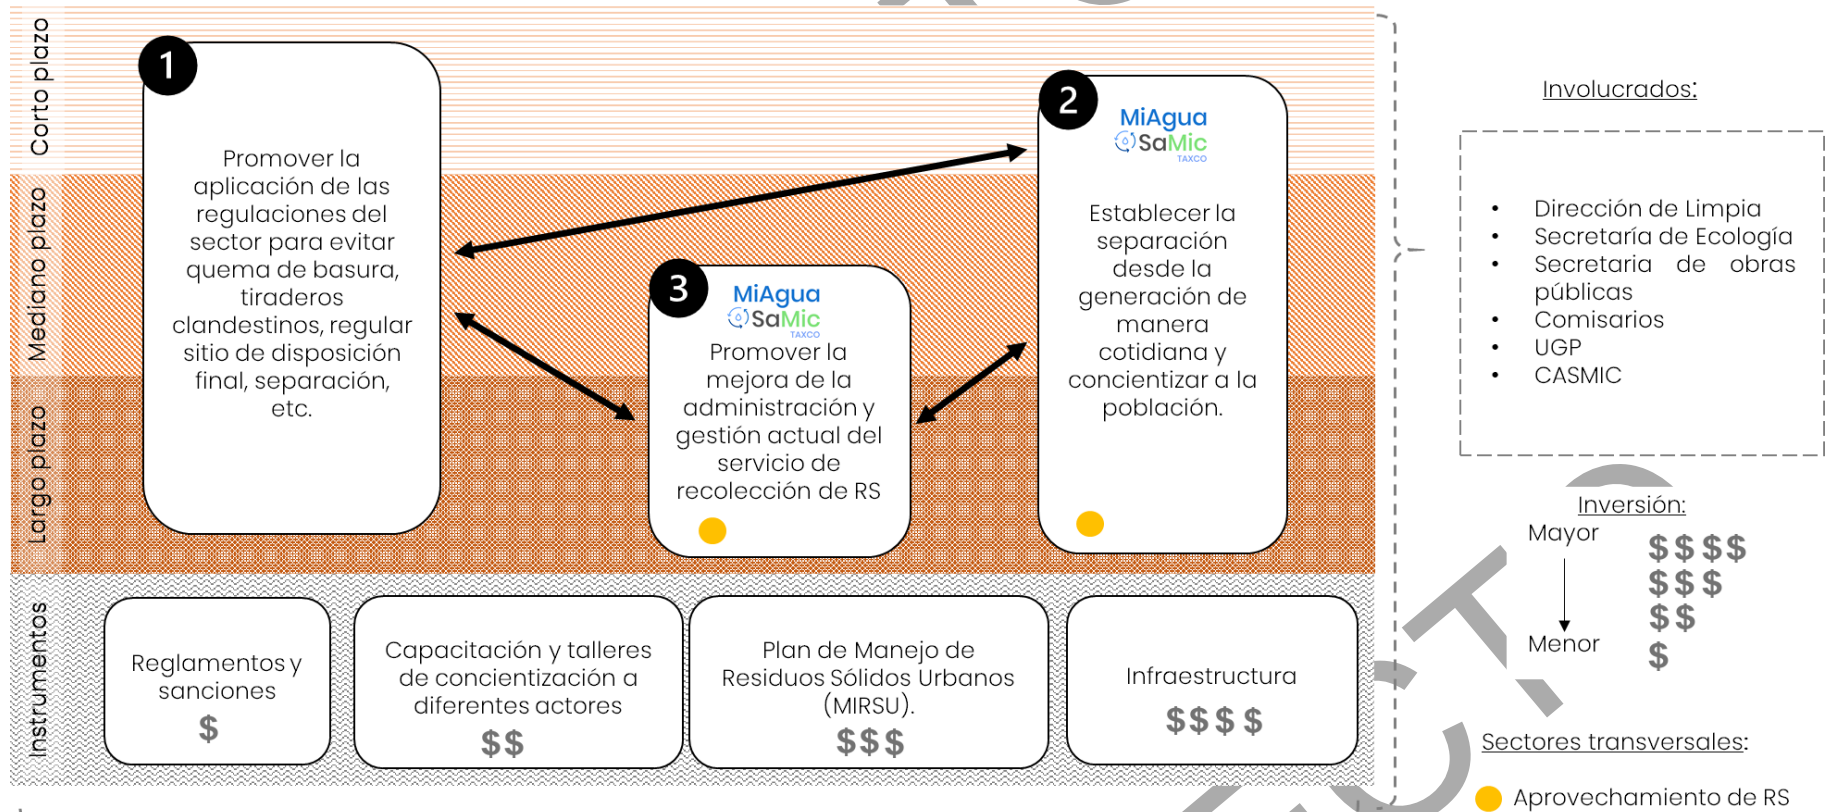 Corto plazo
Mediano plazo
Largo plazo
Instrumentos
1
Promover la
aplicación de las
regulaciones del
sector para evitar
quema de basura,
tiraderos
clandestinos, regular
sitio de disposición
final, separación,
etc.
2
MiAgua
SaMic
TAXCO
Establecer la
separación
desde la
generación de
manera
cotidiana y
concientizar a la
población.
3
MiAgua
SaMic
TAXCO
Promover la
mejora de la
administración y
gestión actual del
servicio de
recolección de RS
Reglamentos y
sanciones
$
Capacitación y talleres
de concientización a
diferentes actores
$$
Plan de Manejo de
Residuos Sólidos Urbanos
(MIRSU).
$$$
Infraestructura
$$$$
Involucrados:
• Dirección de Limpia
• Secretaría de Ecología
• Secretaria de obras
públicas
• Comisarios
• UGP
• CASMIC
Inversión:
Mayor
$$$$
$$$
$$
Menor
$
Sectores transversales:
Aprovechamiento de RS